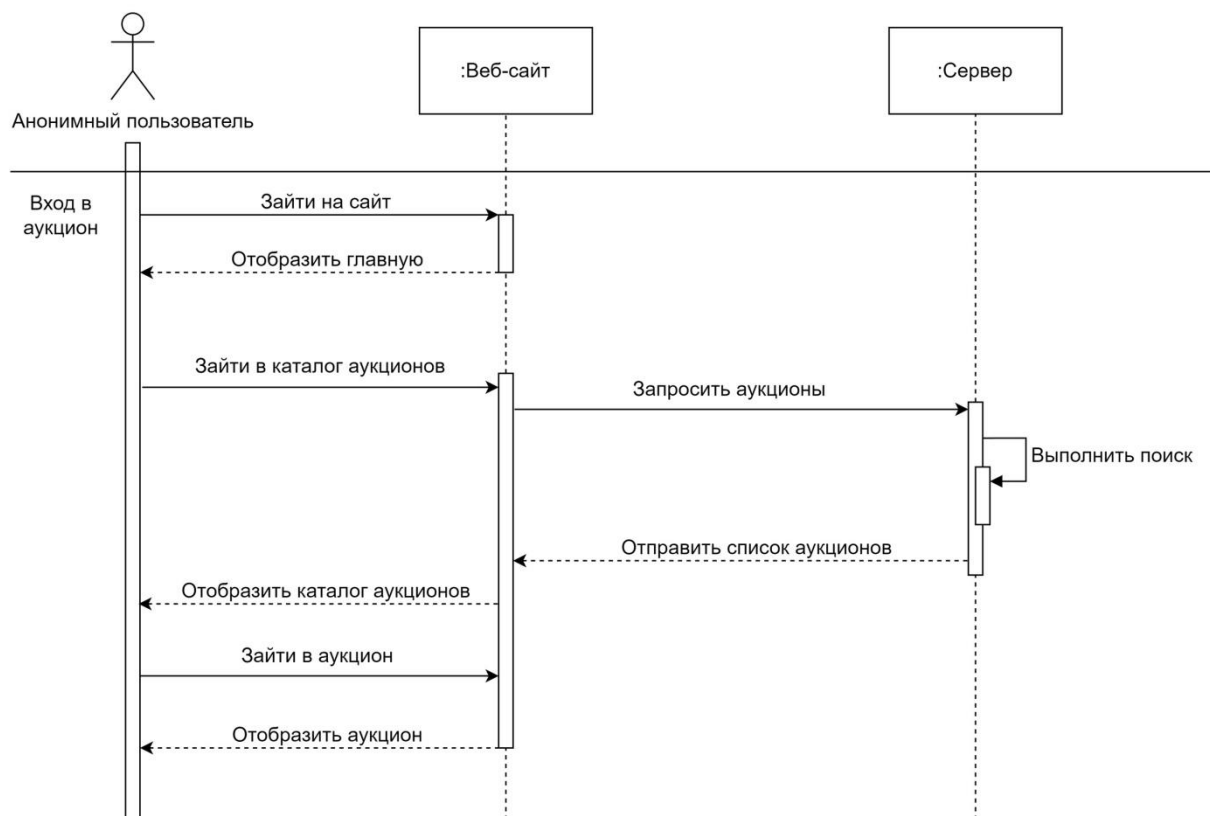 :Веб-сайт
:Сервер
Анонимный пользователь
Вход в
аукцион
Зайти на сайт
Отобразить главную
Зайти в каталог аукционов
Запросить аукционы
Выполнить поиск
Отправить список аукционов
Отобразить каталог аукционов
Зайти в аукцион
Отобразить аукцион